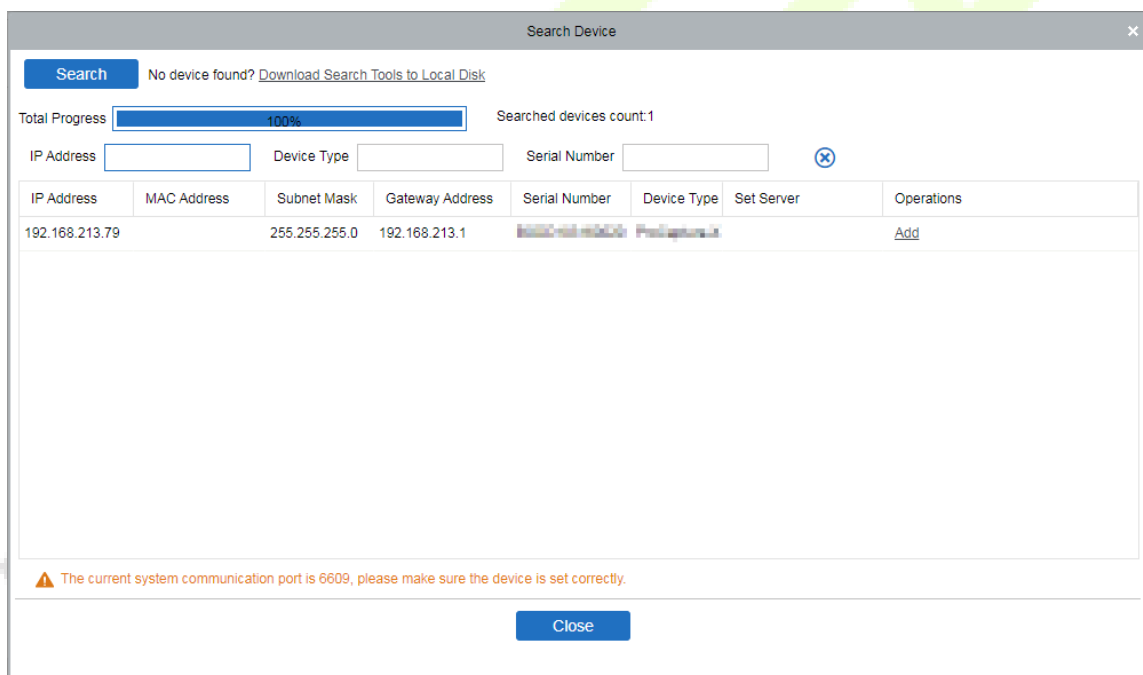 Search Device
Search No device found? Download Search Tools to Local Disk
Total Progress 100% Searched devices count:1
IP Address Device Type Serial Number
IP Address MAC Address Subnet Mask Gateway Address Serial Number Device Type Set Server Operations
192.168.213.79 255.255.255.0 192.168.213.1 Add
The current system communication port is 6609, please make sure the device is set correctly.
Close